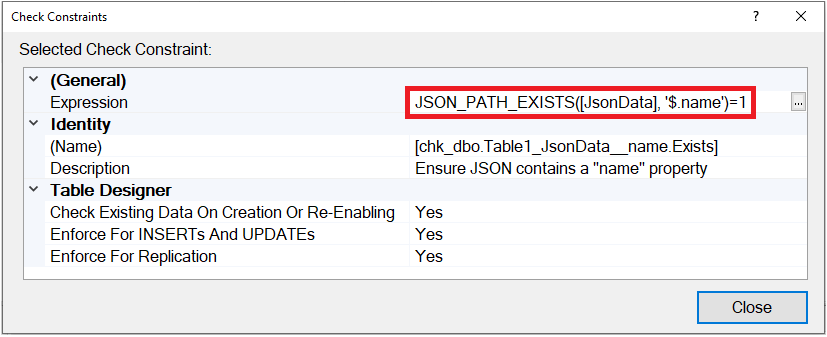 Check Constraints
Selected Check Constraint:
(General)
Expression JSON_PATH_EXISTS([JsonData], '$.name')=1 ...
Identity
(Name) [chk_dbo.Table1_JsonData__name.Exists]
Description Ensure JSON contains a "name" property
Table Designer
Check Existing Data On Creation Or Re-Enabling Yes
Enforce For INSERTs And UPDATEs Yes
Enforce For Replication Yes
Close